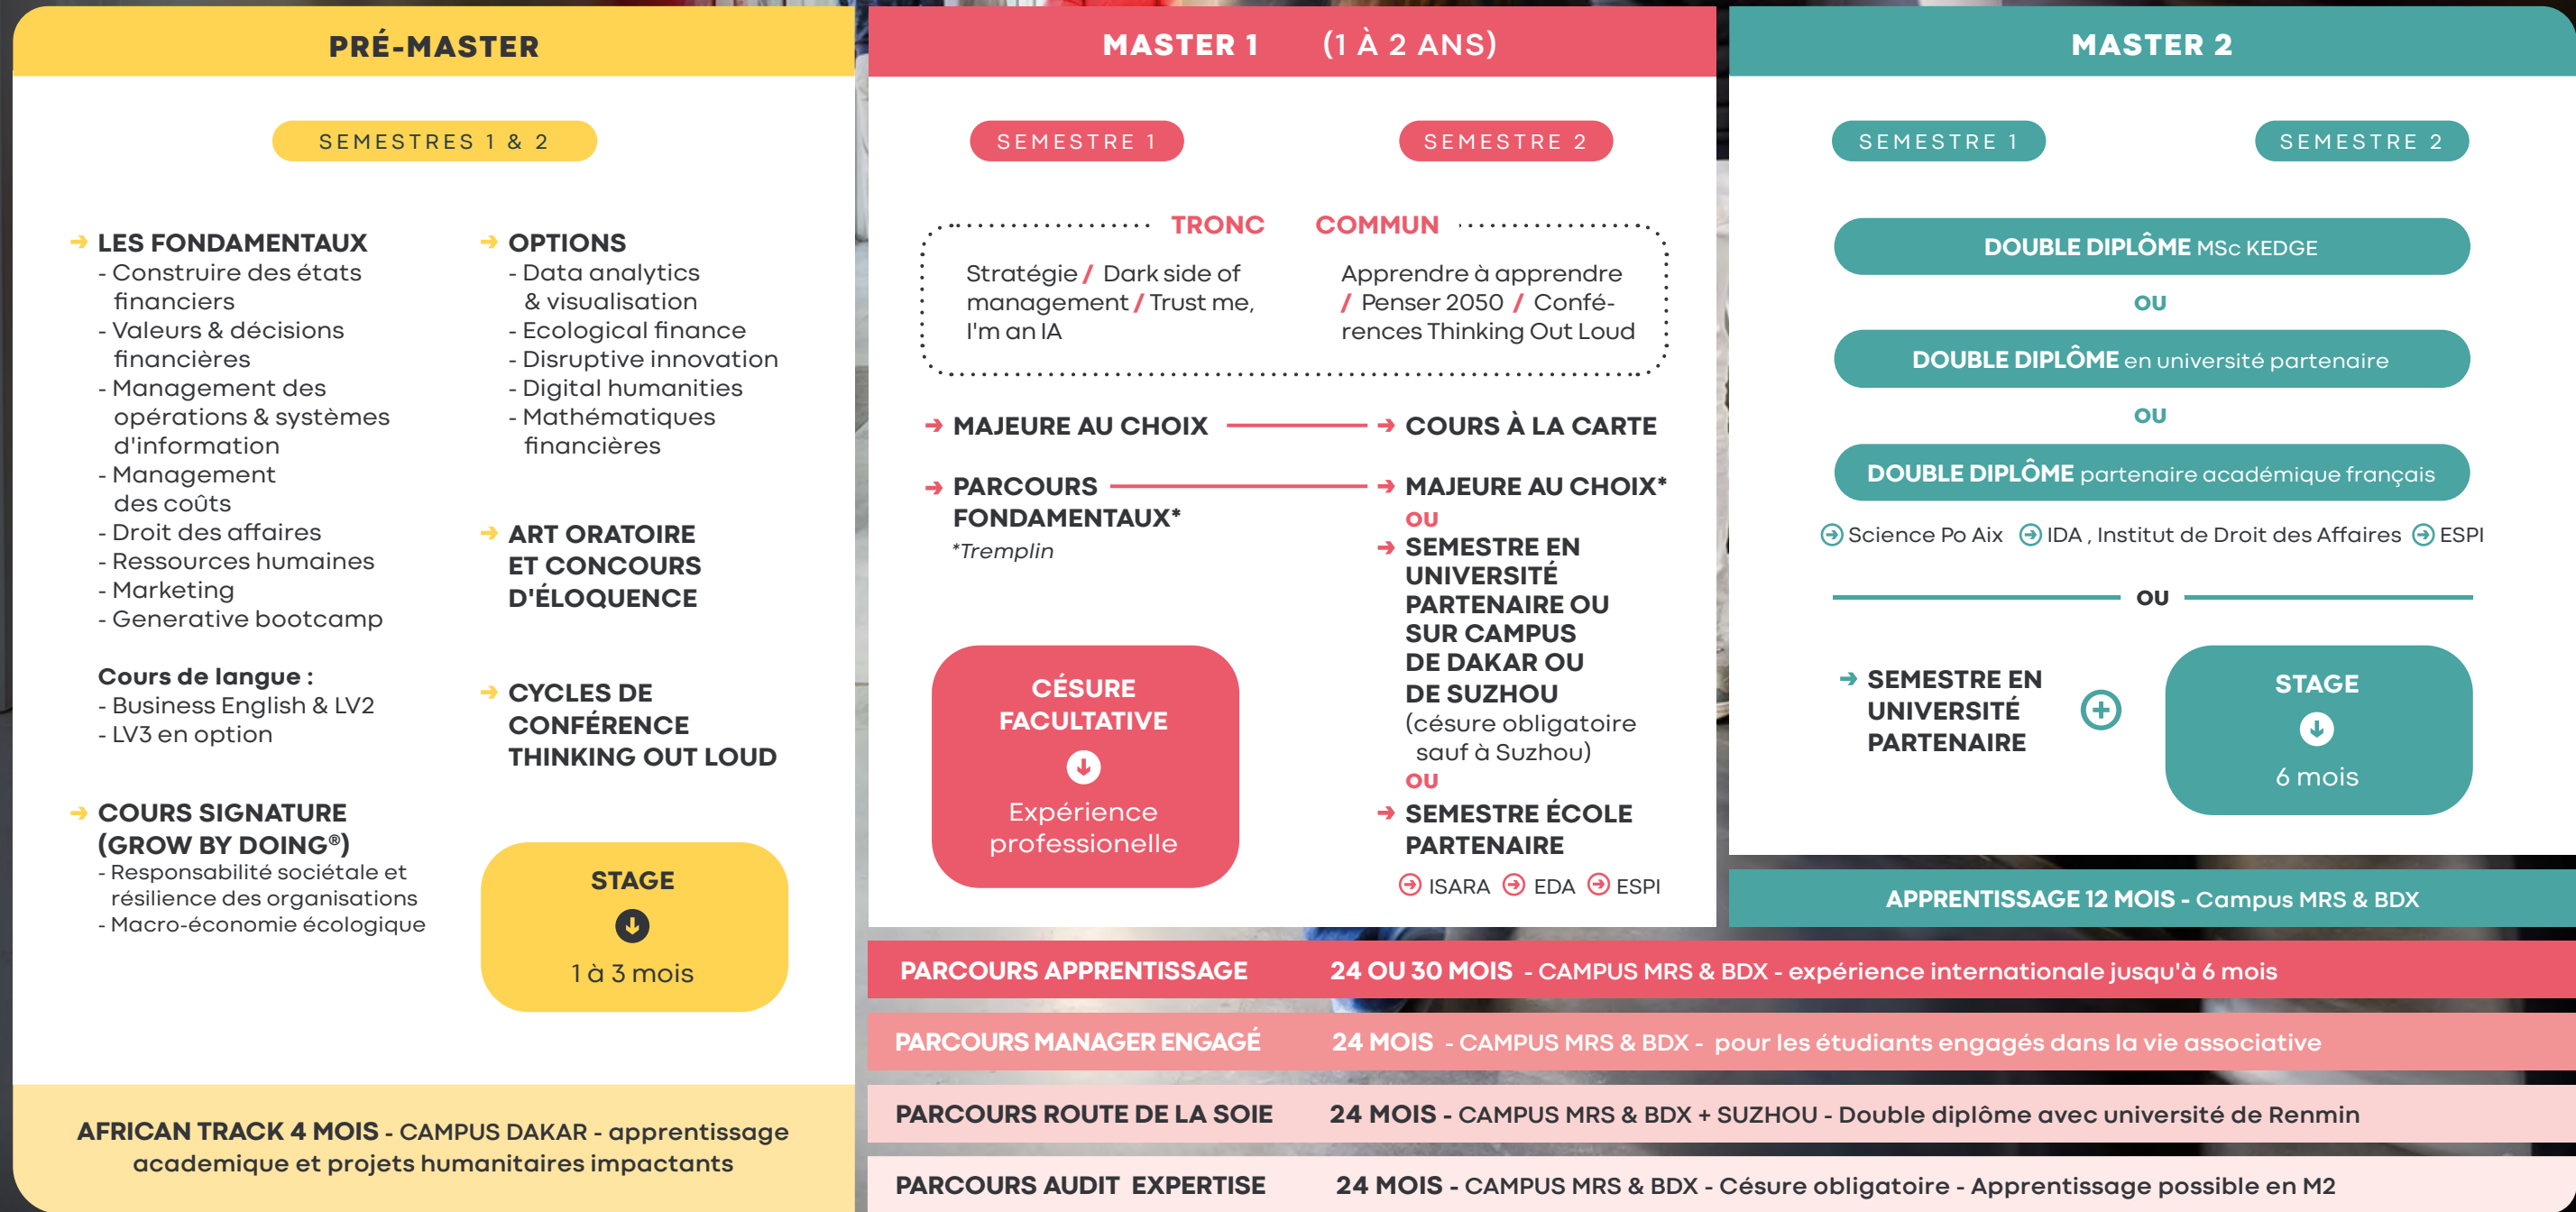 PRÉ-MASTER
SEMESTRES 1 & 2
➔ LES FONDAMENTAUX
- Construire des états
financiers
- Valeurs & décisions
financières
- Management des
opérations & systèmes
d'information
- Management
des coûts
- Droit des affaires
- Ressources humaines
- Marketing
- Generative bootcamp
Cours de langue :
- Business English & LV2
- LV3 en option
➔ COURS SIGNATURE
(GROW BY DOING®)
- Responsabilité sociétale et
résilience des organisations
- Macro-économie écologique
➔ OPTIONS
- Data analytics
& visualisation
- Ecological finance
- Disruptive innovation
- Digital humanities
- Mathématiques
financières
➔ ART ORATOIRE
ET CONCOURS
D'ÉLOQUENCE
➔ CYCLES DE
CONFÉRENCE
THINKING OUT LOUD
STAGE
1 à 3 mois
AFRICAN TRACK 4 MOIS - CAMPUS DAKAR - apprentissage
academique et projets humanitaires impactants
MASTER 1 (1 À 2 ANS)
SEMESTRE 1
SEMESTRE 2
TRONC COMMUN
Stratégie / Dark side of
management / Trust me,
I'm an IA
Apprendre à apprendre
/ Penser 2050 / Confé-
rences Thinking Out Loud
➔ MAJEURE AU CHOIX
➔ COURS À LA CARTE
➔ PARCOURS
FONDAMENTAUX*
*Tremplin
➔ MAJEURE AU CHOIX*
OU
➔ SEMESTRE EN
UNIVERSITÉ
PARTENAIRE OU
SUR CAMPUS
DE DAKAR OU
DE SUZHOU
(césure obligatoire
sauf à Suzhou)
OU
➔ SEMESTRE ÉCOLE
PARTENAIRE
ISARA EDA ESPI
CÉSURE
FACULTATIVE
Expérience
professionelle
MASTER 2
SEMESTRE 1
SEMESTRE 2
DOUBLE DIPLÔME MSc KEDGE
OU
DOUBLE DIPLÔME en université partenaire
OU
DOUBLE DIPLÔME partenaire académique français
Science Po Aix IDA , Institut de Droit des Affaires ESPI
OU
➔ SEMESTRE EN
UNIVERSITÉ
PARTENAIRE
+
STAGE
6 mois
APPRENTISSAGE 12 MOIS - Campus MRS & BDX
PARCOURS APPRENTISSAGE 24 OU 30 MOIS - CAMPUS MRS & BDX - expérience internationale jusqu'à 6 mois
PARCOURS MANAGER ENGAGÉ 24 MOIS - CAMPUS MRS & BDX - pour les étudiants engagés dans la vie associative
PARCOURS ROUTE DE LA SOIE 24 MOIS - CAMPUS MRS & BDX + SUZHOU - Double diplôme avec université de Renmin
PARCOURS AUDIT EXPERTISE 24 MOIS - CAMPUS MRS & BDX - Césure obligatoire - Apprentissage possible en M2